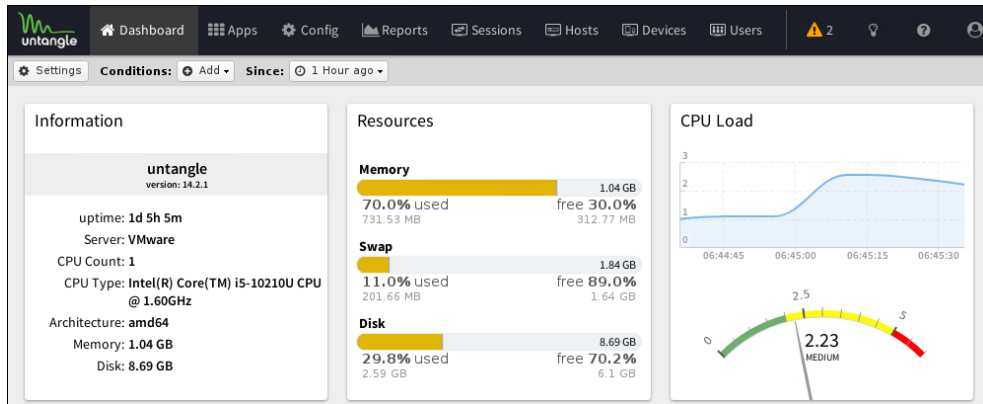 untangle
Dashboard Apps Config Reports Sessions Hosts Devices Users 2
Settings Conditions: Add Since: 1 Hour ago
Information
untangle
version: 14.2.1
uptime: 1d 5h 5m
Server: VMware
CPU Count: 1
CPU Type: Intel(R) Core(TM) i5-10210U CPU
@ 1.60GHz
Architecture: amd64
Memory: 1.04 GB
Disk: 8.69 GB
Resources
Memory
1.04 GB
70.0% used free 30.0%
731.53 MB 312.77 MB
Swap
1.84 GB
11.0% used free 89.0%
201.66 MB 1.64 GB
Disk
8.69 GB
29.8% used free 70.2%
2.59 GB 6.1 GB
CPU Load
3
2
1
0
06:44:45 06:45:00 06:45:15 06:45:30
0 2.5 5
2.23
MEDIUM